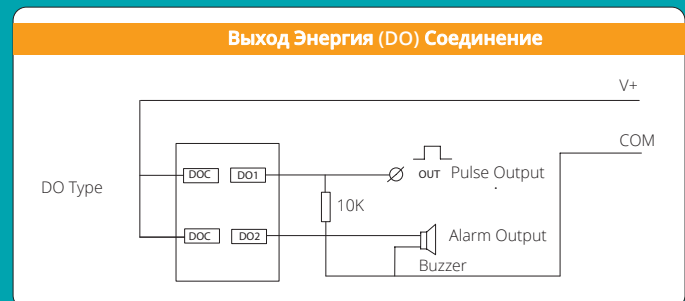 Выход Энергия (DO) Соединение
V+
COM
DOC DO1
OUT Pulse Output
DO Type
10K
DOC DO2
Alarm Output
Buzzer